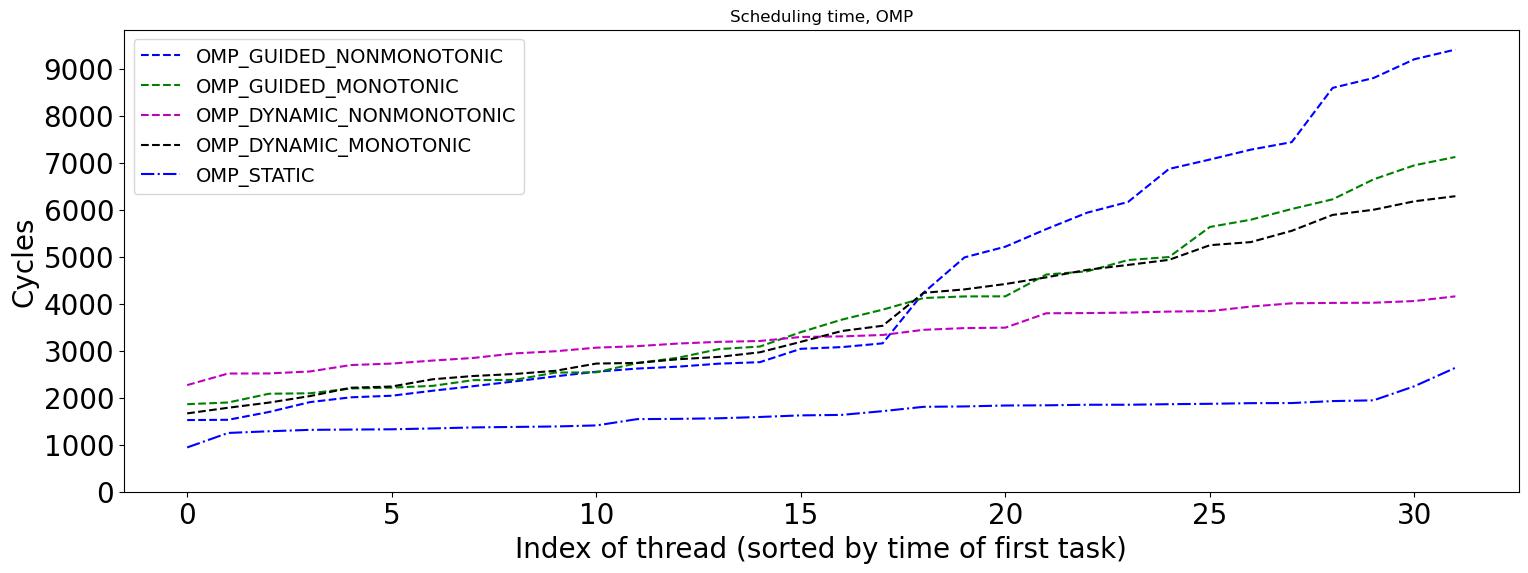 Scheduling time, OMP
OMP_GUIDED_NONMONOTONIC
OMP_GUIDED_MONOTONIC
OMP_DYNAMIC_NONMONOTONIC
OMP_DYNAMIC_MONOTONIC
OMP_STATIC
Cycles
9000
8000
7000
6000
5000
4000
3000
2000
1000
0
0 5 10 15 20 25 30
Index of thread (sorted by time of first task)